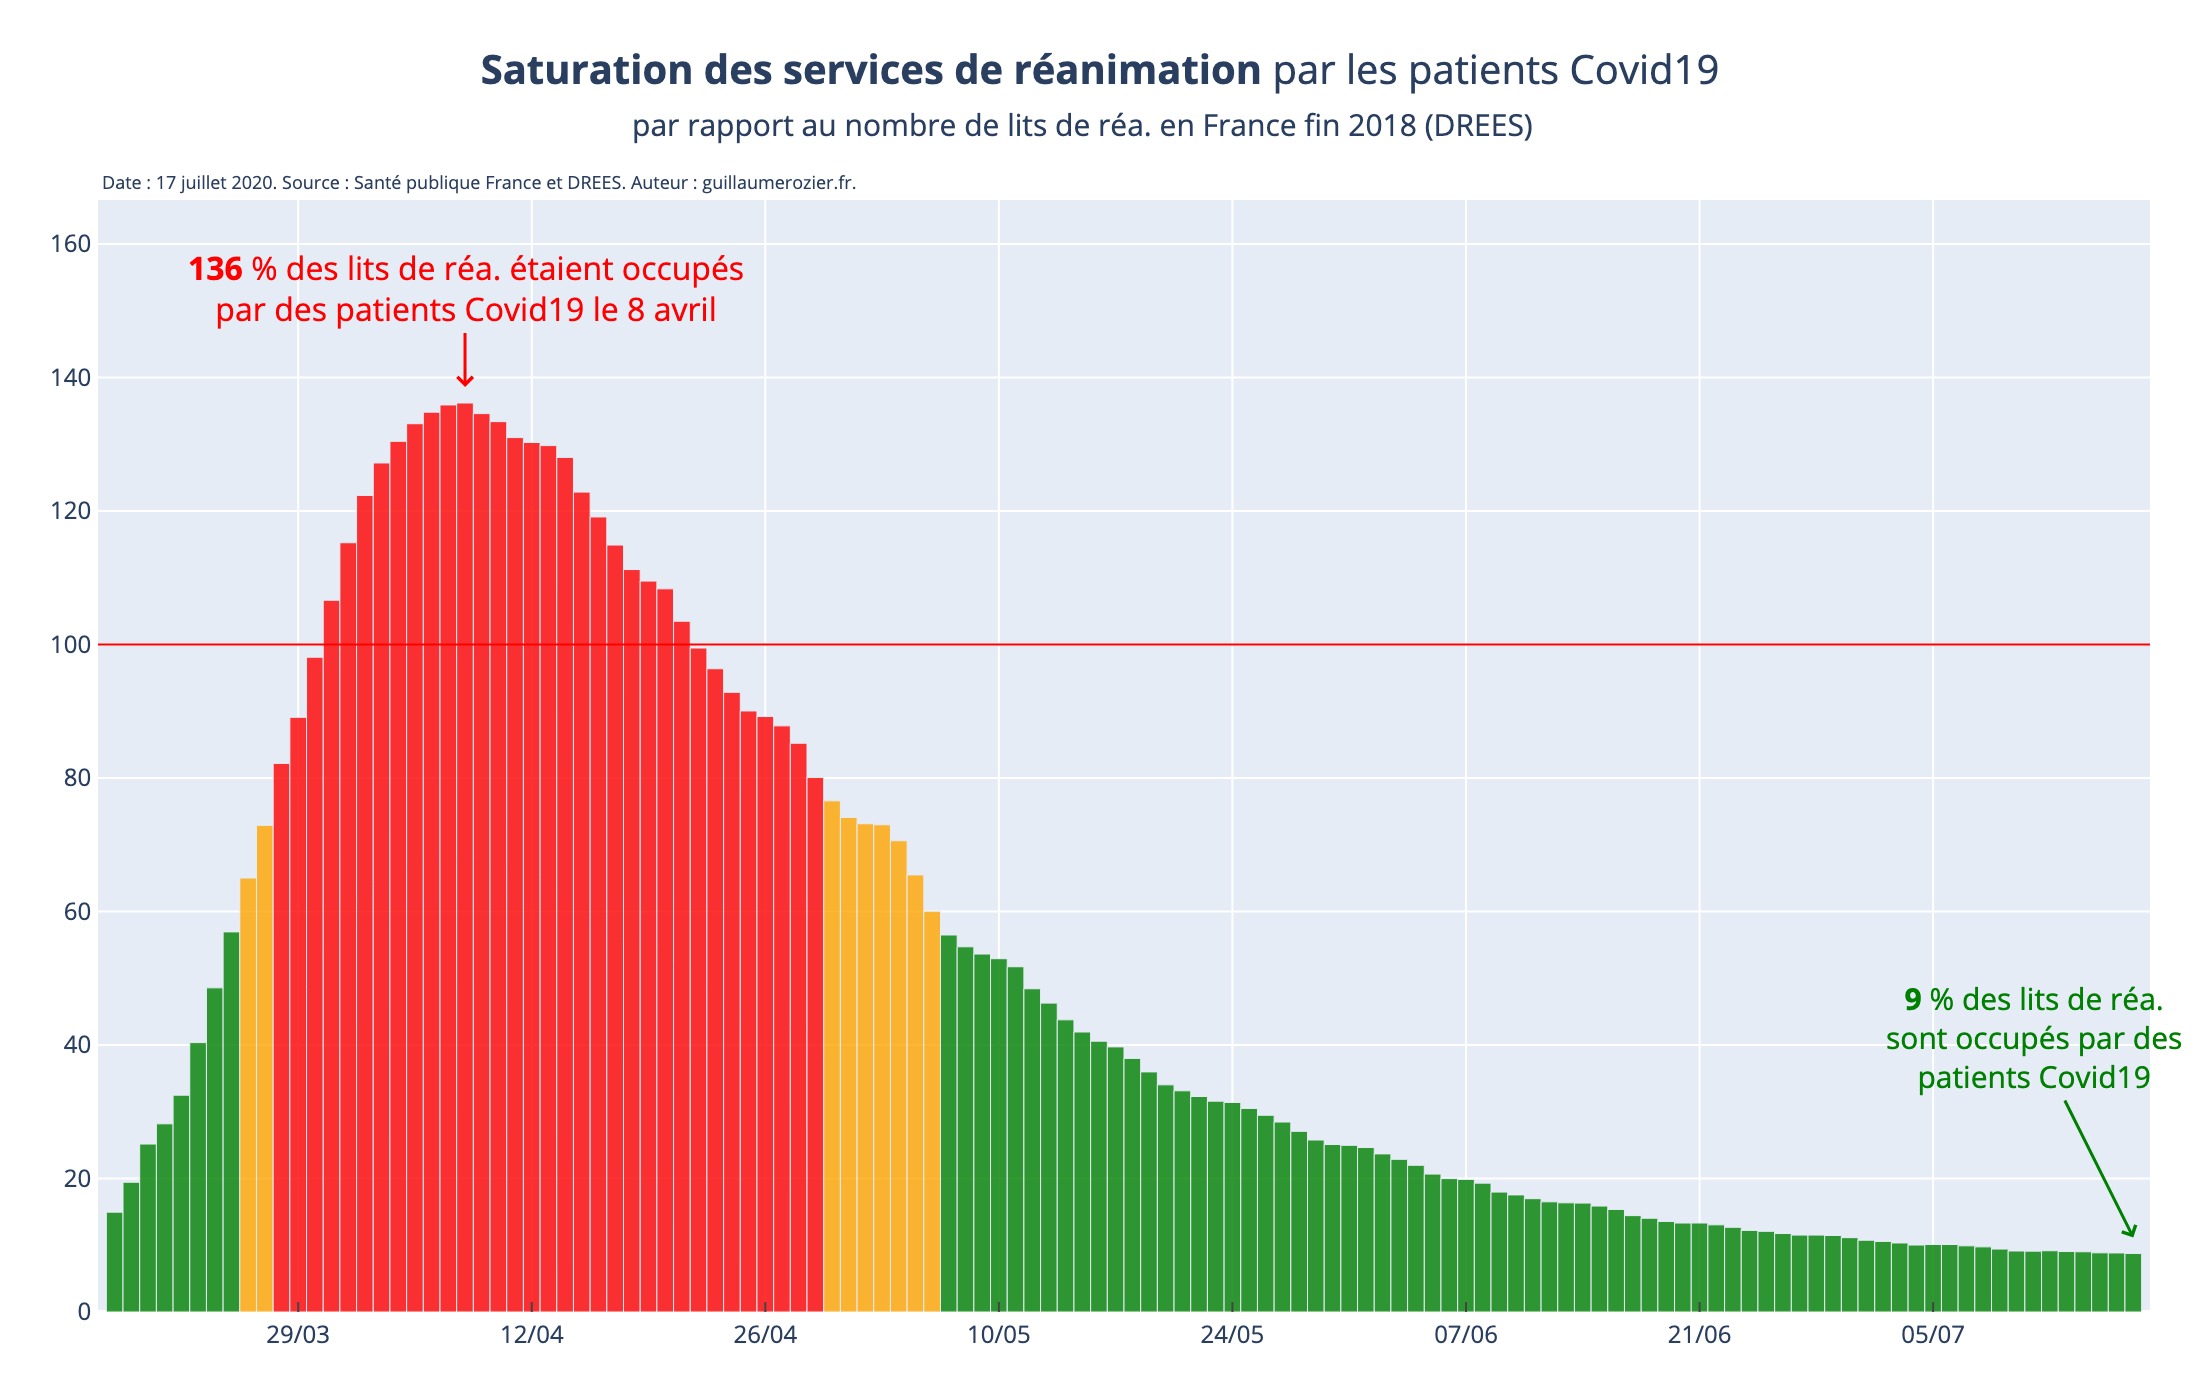 Saturation des services de réanimation par les patients Covid19
par rapport au nombre de lits de réa. en France fin 2018 (DREES)
Date : 17 juillet 2020. Source : Santé publique France et DREES. Auteur : guillaumerozier.fr.
160
136 % des lits de réa. étaient occupés
par des patients Covid19 le 8 avril
140
120
100
80
60
9 % des lits de réa.
sont occupés par des
patients Covid19
40
20
0
29/03 12/04 26/04 10/05 24/05 07/06 21/06 05/07